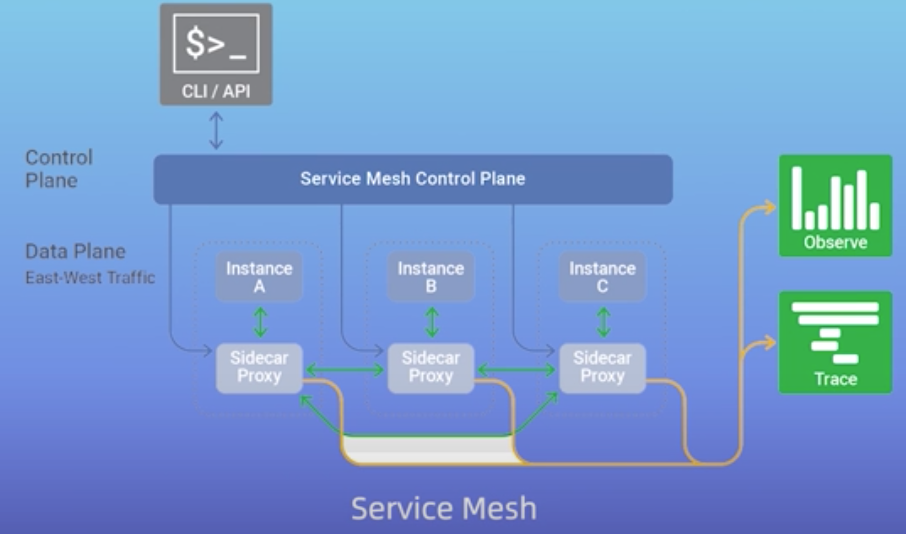 $>_
CLI / API
Control
Plane
Service Mesh Control Plane
Data Plane
East-West Traffic
Instance
A
Instance
B
Instance
C
Sidecar
Proxy
Sidecar
Proxy
Sidecar
Proxy
Observe
Trace
Service Mesh